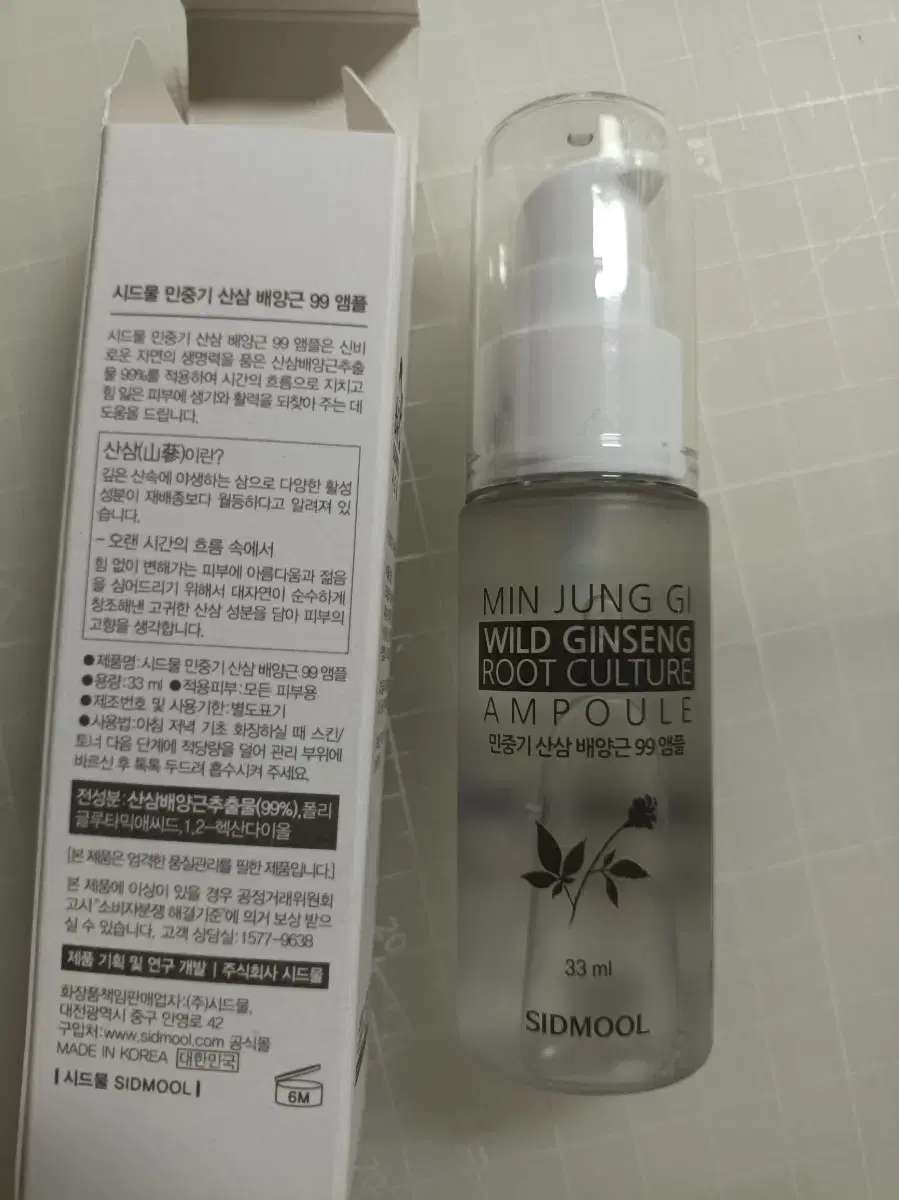 시드물 민중기 산삼 배양근 99 앰플
시드물 민중기 산삼 배양근 99 앰플은 신비
로운 자연의 생명력을 품은 산삼배양근추출
물 99%를 적용하여 시간의 흐름으로 지치고
힘 잃은 피부에 생기와 활력을 되찾아 주는 데
도움을 드립니다.
산삼(山蔘)이란?
깊은 산속에 야생하는 삼으로 다양한 활성
성분이 재배종보다 월등하다고 알려져 있
습니다.
- 오랜 시간의 흐름 속에서
힘 없이 변해가는 피부에 아름다움과 젊음
을 심어드리기 위해서 대자연이 순수하게
창조해낸 고귀한 산삼 성분을 담아 피부의
고향을 생각합니다.
●제품명:시드물 민중기 산삼 배양근 99 앰플
●용량:33 ml ●적용피부:모든 피부용
●제조번호 및 사용기한:별도표기
●사용법:아침 저녁 기초 화장하실 때 스킨/
토너 다음 단계에 적당량을 덜어 관리 부위에
바르신 후 톡톡 두드려 흡수시켜 주세요.
전성분:산삼배양근추출물(99%),폴리
글루타믹애씨드,1,2-헥산다이올
[본 제품은 엄격한 품질관리를 필한 제품입니다.]
본 제품에 이상이 있을 경우 공정거래위원회
고시"소비자분쟁 해결기준"에 의거 보상 받으
실 수 있습니다. 고객 상담실:1577-9638
제품 기획 및 연구 개발 | 주식회사 시드물
화장품책임판매업자:(주)시드물,
대전광역시 중구 안영로 42
구입처:www.sidmool.com 공식몰
MADE IN KOREA 대한민국
| 시드물 SIDMOOL |
6M
MIN JUNG GI
WILD GINSENG
ROOT CULTURE
AMPOULE
민중기 산삼 배양근 99 앰플
33 ml
SIDMOOL